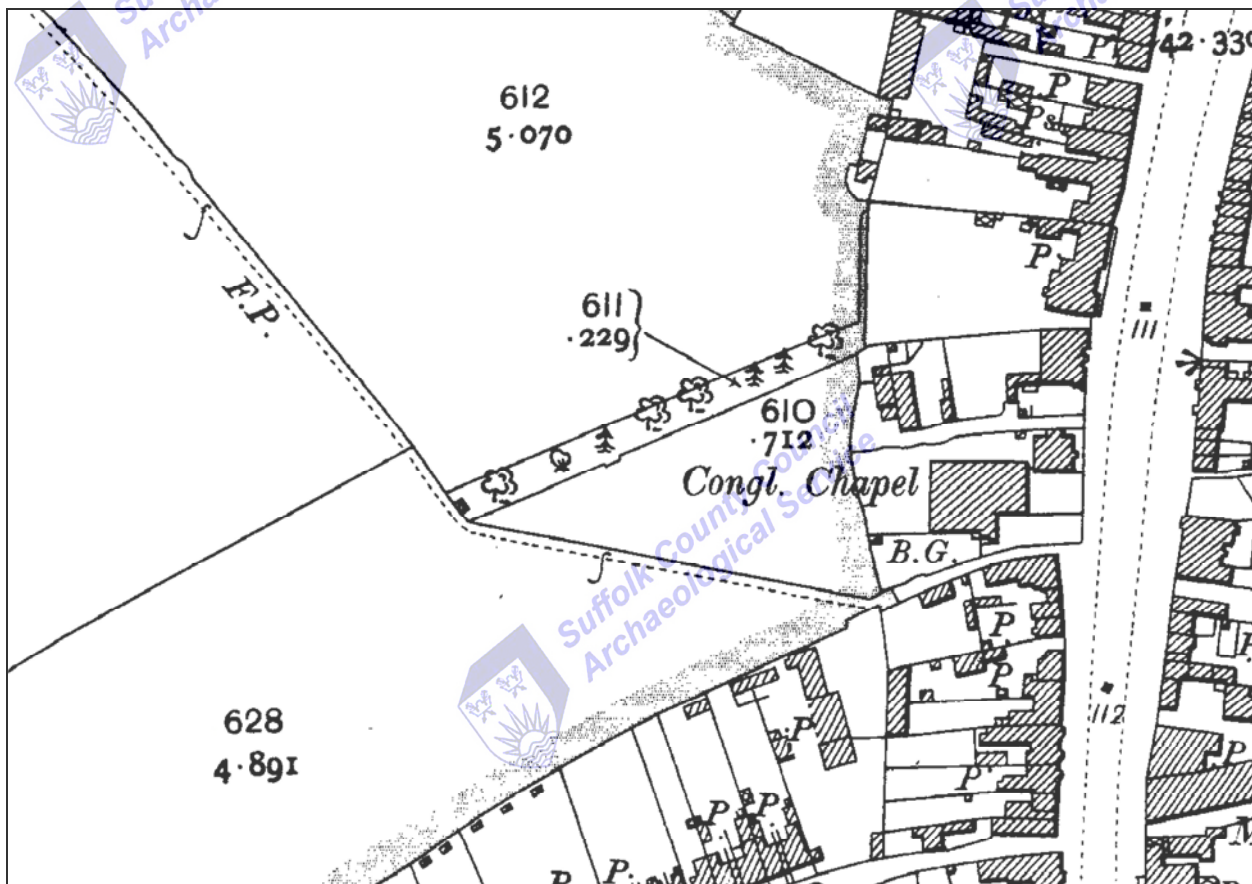 Suffolk County Council
Archaeological Service
612
5·070
42·33
P
P
Ps
P
F.P.
611
·229
111
610
·712
Congl. Chapel
B.G.
P
P
112
628
4·891
P
P
P
P
P
P
P.
M